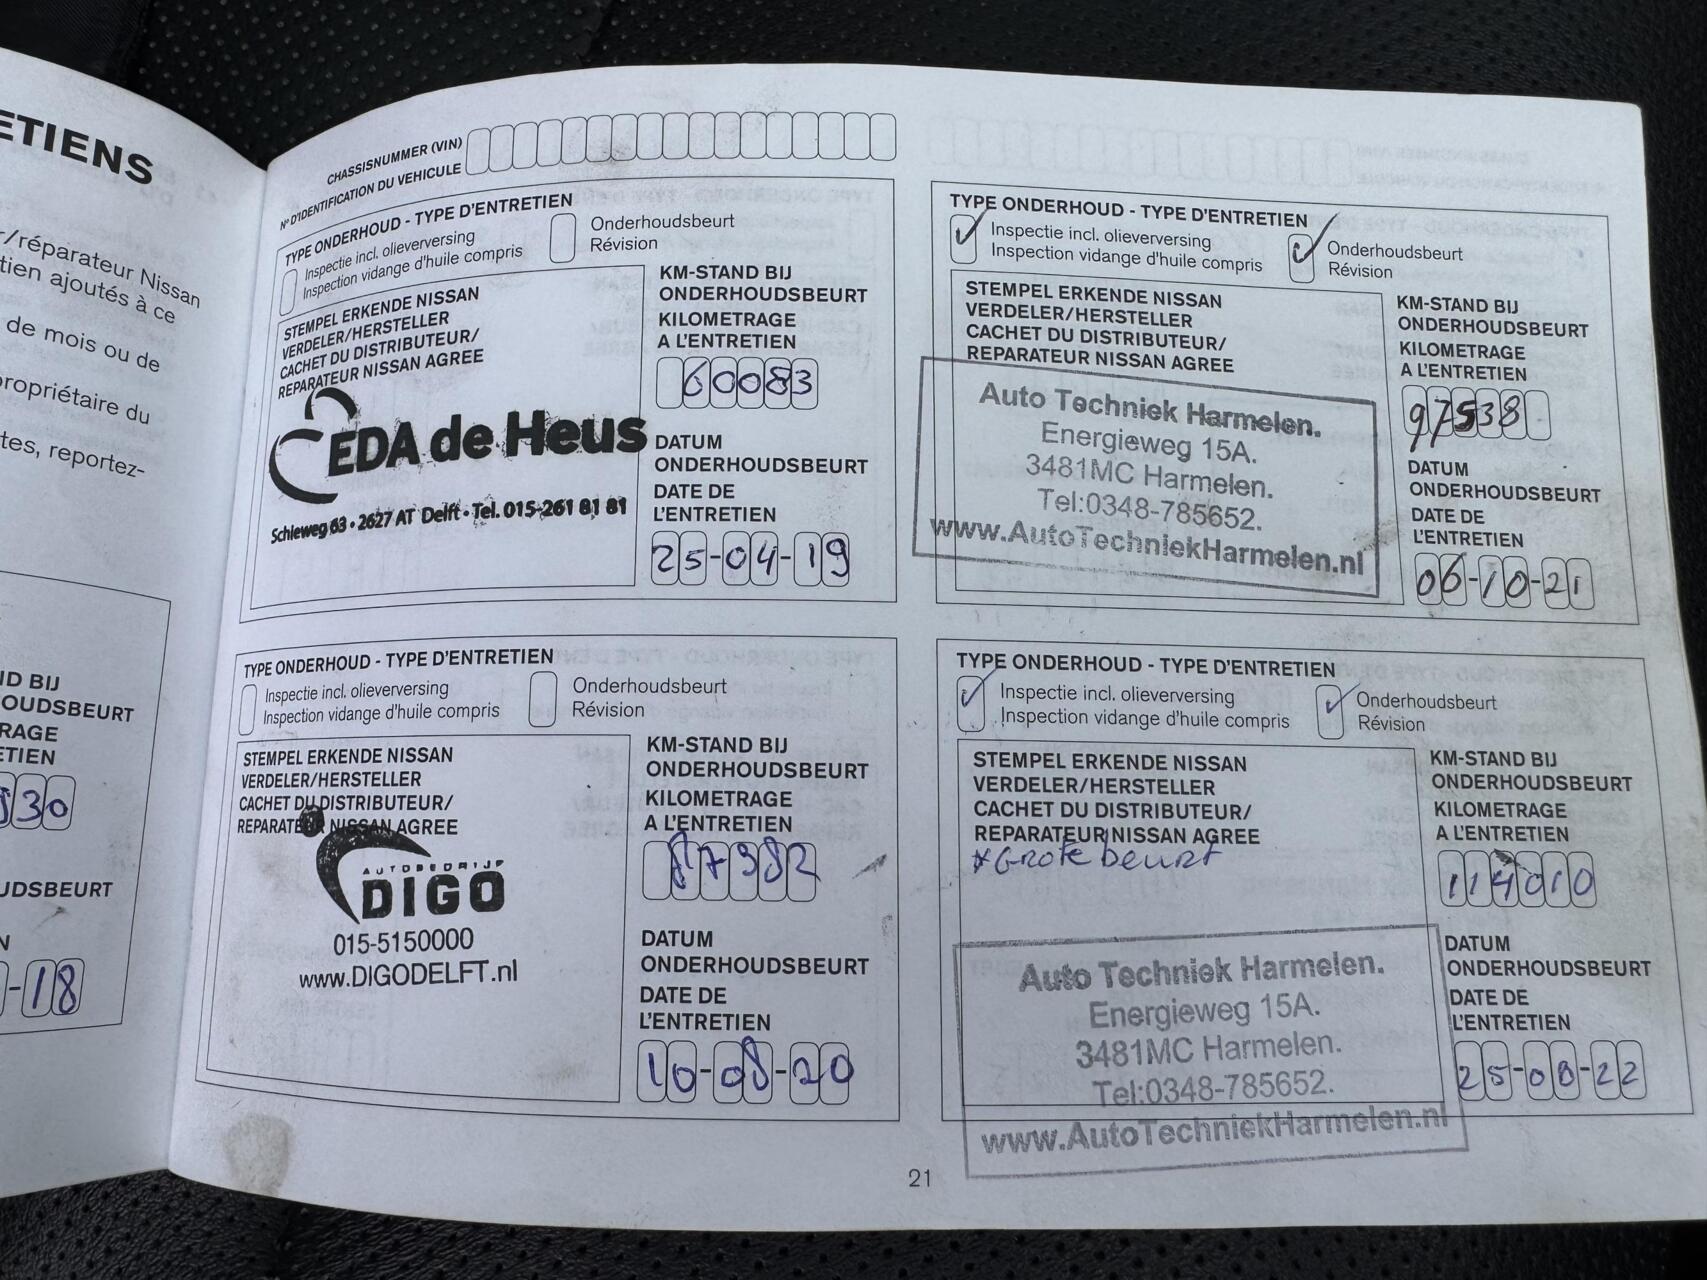 ETIENS
r/réparateur Nissan
tien ajoutés à ce
de mois ou de
propriétaire du
tes, reportez-
D BIJ
OUDSBEURT
RAGE
ETIEN
530
UDSBEURT
N
-18
CHASSISNUMMER (VIN)
N° D'IDENTIFICATION DU VEHICULE
TYPE ONDERHOUD - TYPE D'ENTRETIEN
Inspectie incl. olieverversing
Inspection vidange d'huile compris
Onderhoudsbeurt
Révision
STEMPEL ERKENDE NISSAN
VERDELER/HERSTELLER
CACHET DU DISTRIBUTEUR/
REPARATEUR NISSAN AGREE
EDA de Heus
Schieweg 63 • 2627 AT Delft • Tel. 015-261 81 81
KM-STAND BIJ
ONDERHOUDSBEURT
KILOMETRAGE
A L'ENTRETIEN
60083
DATUM
ONDERHOUDSBEURT
DATE DE
L'ENTRETIEN
25-04-19
TYPE ONDERHOUD - TYPE D'ENTRETIEN
Inspectie incl. olieverversing
Inspection vidange d'huile compris
Onderhoudsbeurt
Révision
STEMPEL ERKENDE NISSAN
VERDELER/HERSTELLER
CACHET DU DISTRIBUTEUR/
REPARATEUR NISSAN AGREE
AUTOBEDRIJF
DIGO
015-5150000
www.DIGODELFT.nl
KM-STAND BIJ
ONDERHOUDSBEURT
KILOMETRAGE
A L'ENTRETIEN
87382
DATUM
ONDERHOUDSBEURT
DATE DE
L'ENTRETIEN
10-08-20
TYPE ONDERHOUD - TYPE D'ENTRETIEN
Inspectie incl. olieverversing
Inspection vidange d'huile compris
Onderhoudsbeurt
Révision
STEMPEL ERKENDE NISSAN
VERDELER/HERSTELLER
CACHET DU DISTRIBUTEUR/
REPARATEUR NISSAN AGREE
Auto Techniek Harmelen.
Energieweg 15A.
3481MC Harmelen.
Tel:0348-785652.
www.AutoTechniekHarmelen.nl
KM-STAND BIJ
ONDERHOUDSBEURT
KILOMETRAGE
A L'ENTRETIEN
97538
DATUM
ONDERHOUDSBEURT
DATE DE
L'ENTRETIEN
06-10-21
TYPE ONDERHOUD - TYPE D'ENTRETIEN
Inspectie incl. olieverversing
Inspection vidange d'huile compris
Onderhoudsbeurt
Révision
STEMPEL ERKENDE NISSAN
VERDELER/HERSTELLER
CACHET DU DISTRIBUTEUR/
REPARATEUR NISSAN AGREE
*Grote beurt
Auto Techniek Harmelen.
Energieweg 15A.
3481MC Harmelen.
Tel:0348-785652.
www.AutoTechniekHarmelen.nl
KM-STAND BIJ
ONDERHOUDSBEURT
KILOMETRAGE
A L'ENTRETIEN
114010
DATUM
ONDERHOUDSBEURT
DATE DE
L'ENTRETIEN
25-08-22
21